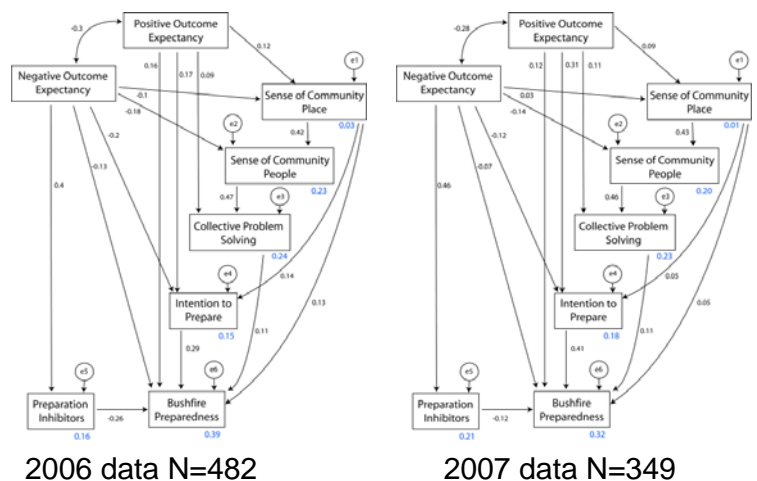 Positive Outcome
Expectancy
Negative Outcome
Expectancy
-0.3
0.12
0.16
0.17
0.09
-0.1
-0.18
-0.2
-0.13
0.4
e1
Sense of Community
Place
0.03
0.42
e2
Sense of Community
People
0.23
0.47
e3
Collective Problem
Solving
0.24
0.14
0.13
e4
Intention to
Prepare
0.15
0.11
0.29
e5
e6
Preparation
Inhibitors
0.16
-0.26
Bushfire
Preparedness
0.39
2006 data N=482
Positive Outcome
Expectancy
Negative Outcome
Expectancy
-0.28
0.09
0.12
0.31
0.11
0.03
-0.14
-0.12
-0.07
0.46
e1
Sense of Community
Place
0.01
0.43
e2
Sense of Community
People
0.20
0.46
e3
Collective Problem
Solving
0.23
0.05
0.05
e4
Intention to
Prepare
0.18
0.11
0.41
e5
e6
Preparation
Inhibitors
0.21
-0.12
Bushfire
Preparedness
0.32
2007 data N=349